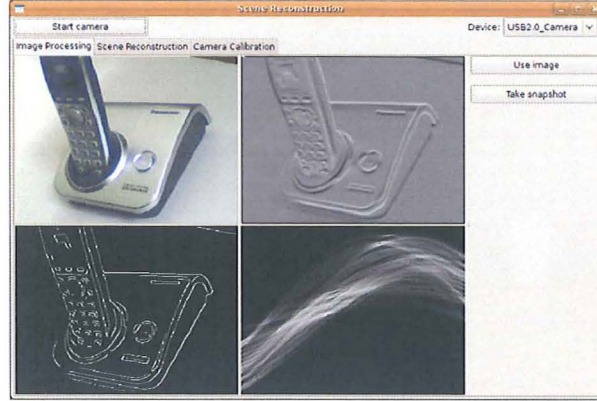 Scene Reconstruction
Start camera
Device: USB2.0_Camera
Image Processing Scene Reconstruction Camera Calibration
Use image
Take snapshot
Panasonic